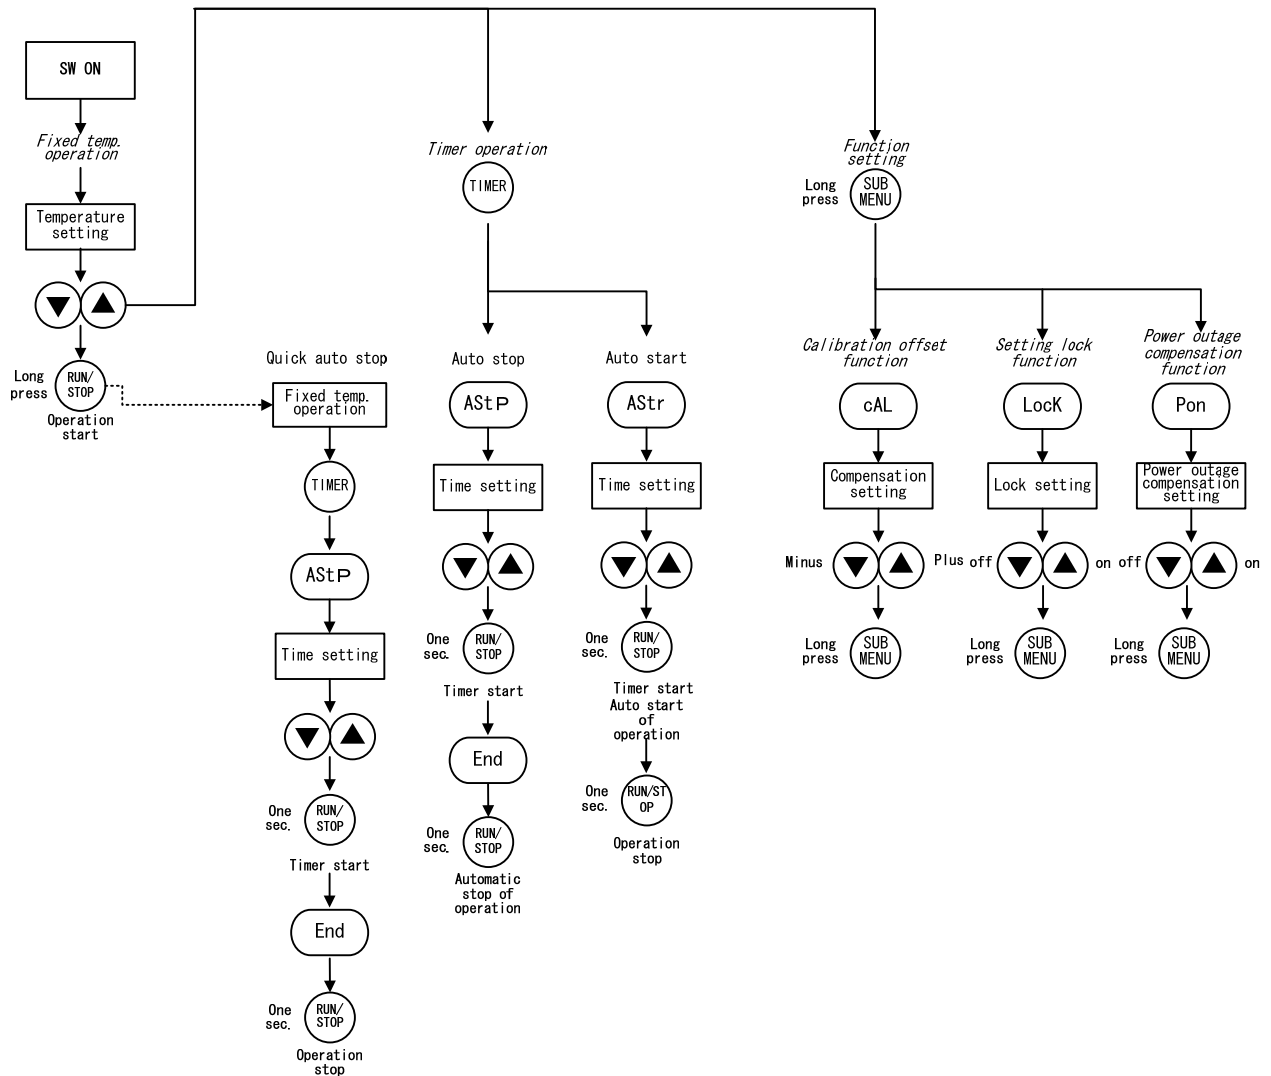 SW ON
Fixed temp.
operation
Temperature
setting
▼ ▲
Long
press
RUN/
STOP
Operation
start
Quick auto stop
Fixed temp.
operation
TIMER
AStP
Time setting
▼ ▲
One
sec.
RUN/
STOP
Timer start
End
One
sec.
RUN/
STOP
Operation
stop
Timer operation
TIMER
Auto stop
AStP
Time setting
▼ ▲
One
sec.
RUN/
STOP
Timer start
End
One
sec.
RUN/
STOP
Automatic
stop of
operation
Auto start
AStr
Time setting
▼ ▲
One
sec.
RUN/
STOP
Timer start
Auto start
of
operation
One
sec.
RUN/ST
OP
Operation
stop
Function
setting
Long
press
SUB
MENU
Calibration offset
function
cAL
Compensation
setting
Minus ▼ ▲ Plus
Long
press
SUB
MENU
Setting lock
function
LocK
Lock setting
off ▼ ▲ on
Long
press
SUB
MENU
Power outage
compensation
function
Pon
Power outage
compensation
setting
off ▼ ▲ on
Long
press
SUB
MENU